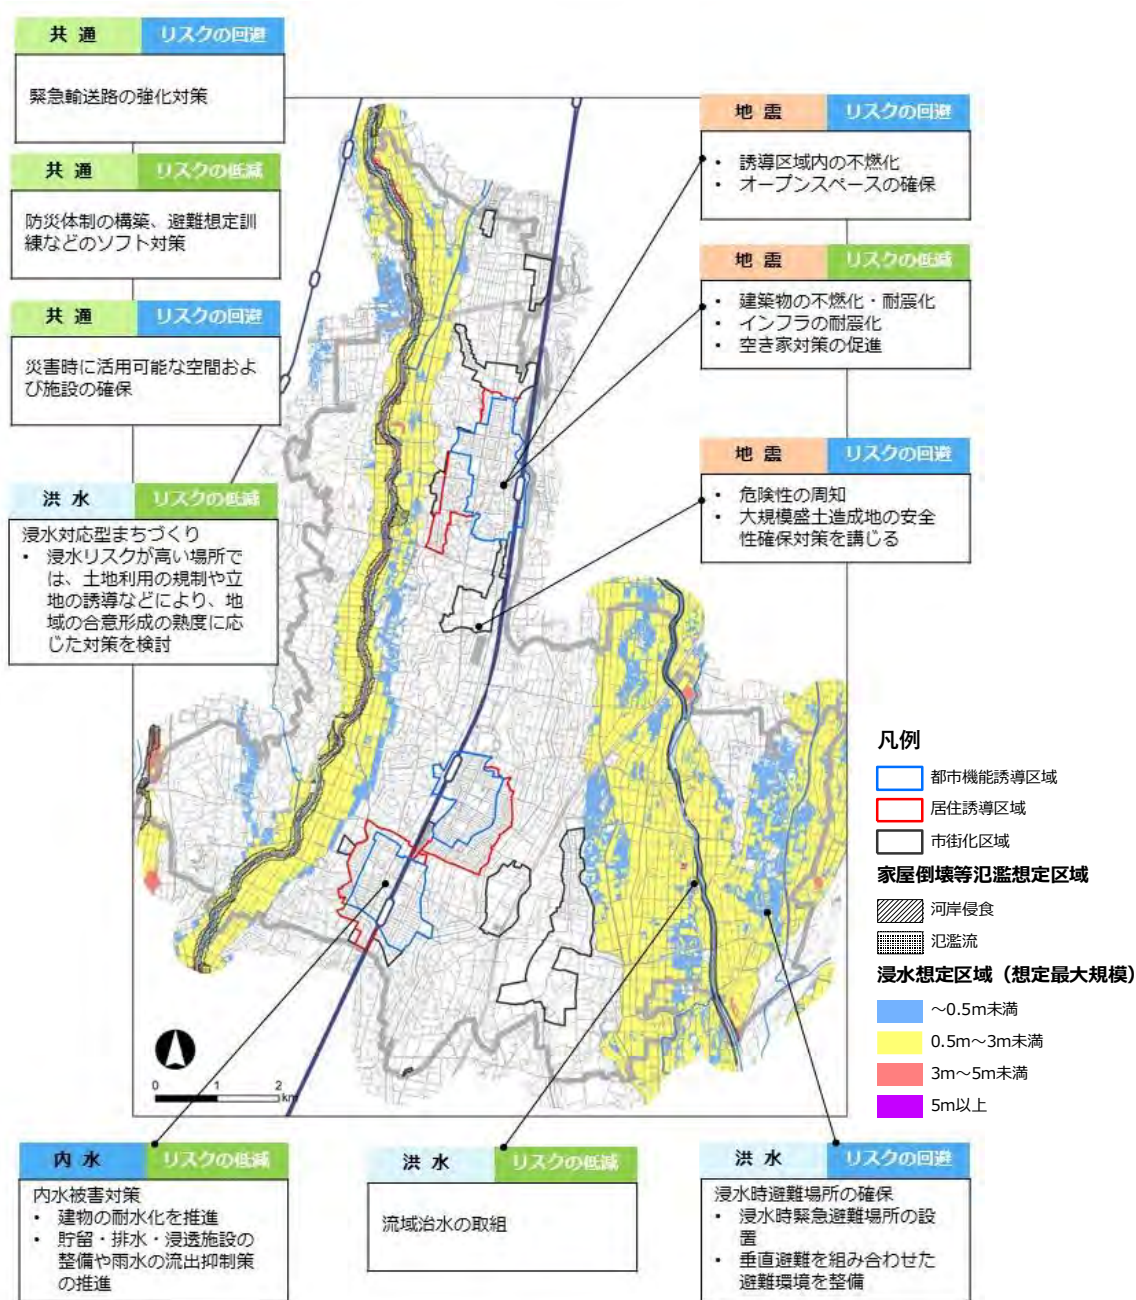 共 通
リスクの回避
緊急輸送路の強化対策
共 通
リスクの低減
防災体制の構築、避難想定訓
練などのソフト対策
共 通
リスクの回避
災害時に活用可能な空間およ
び施設の確保
洪 水
リスクの低減
浸水対応型まちづくり
• 浸水リスクが高い場所で
は、土地利用の規制や立
地の誘導などにより、地
域の合意形成の熟度に応
じた対策を検討
地 震
リスクの回避
• 誘導区域内の不燃化
• オープンスペースの確保
地 震
リスクの低減
• 建築物の不燃化・耐震化
• インフラの耐震化
• 空き家対策の促進
地 震
リスクの回避
• 危険性の周知
• 大規模盛土造成地の安全
性確保対策を講じる
凡例
都市機能誘導区域
居住誘導区域
市街化区域
家屋倒壊等氾濫想定区域
河岸侵食
氾濫流
浸水想定区域（想定最大規模）
～0.5m未満
0.5m～3m未満
3m～5m未満
5m以上
0 1 2
km
内 水
リスクの低減
内水被害対策
• 建物の耐水化を推進
• 貯留・排水・浸透施設の
整備や雨水の流出抑制策
の推進
洪 水
リスクの低減
流域治水の取組
洪 水
リスクの回避
浸水時避難場所の確保
• 浸水時緊急避難場所の設
置
• 垂直避難を組み合わせた
避難環境を整備